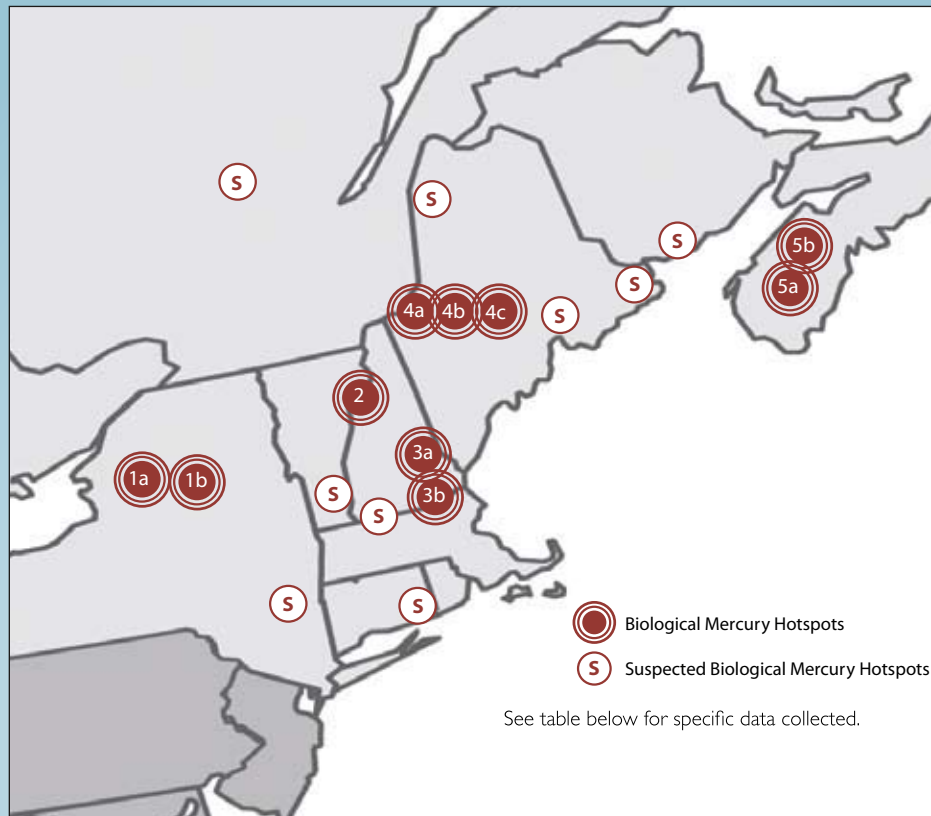 S
S
S
5b
S
5a
4a 4b 4c
S
2
3a
1a 1b
S
3b
S
S
S
Biological Mercury Hotspots
S Suspected Biological Mercury Hotspots
See table below for specific data collected.